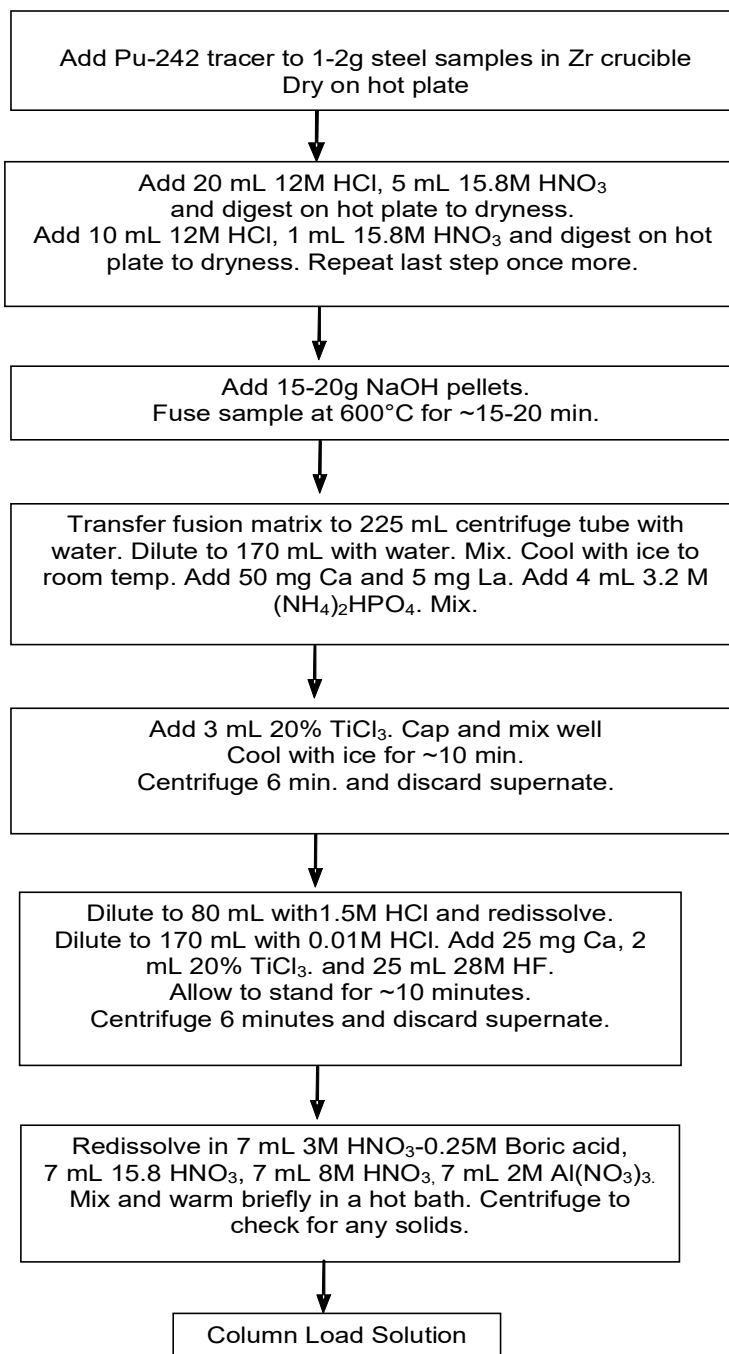 Add Pu-242 tracer to 1-2g steel samples in Zr crucible
Dry on hot plate
Add 20 mL 12M HCl, 5 mL 15.8M HNO₃
and digest on hot plate to dryness.
Add 10 mL 12M HCl, 1 mL 15.8M HNO₃ and digest on hot
plate to dryness. Repeat last step once more.
Add 15-20g NaOH pellets.
Fuse sample at 600°C for ~15-20 min.
Transfer fusion matrix to 225 mL centrifuge tube with
water. Dilute to 170 mL with water. Mix. Cool with ice to
room temp. Add 50 mg Ca and 5 mg La. Add 4 mL 3.2 M
(NH₄)₂HPO₄. Mix.
Add 3 mL 20% TiCl₃. Cap and mix well
Cool with ice for ~10 min.
Centrifuge 6 min. and discard supernate.
Dilute to 80 mL with1.5M HCl and redissolve.
Dilute to 170 mL with 0.01M HCl. Add 25 mg Ca, 2
mL 20% TiCl₃. and 25 mL 28M HF.
Allow to stand for ~10 minutes.
Centrifuge 6 minutes and discard supernate.
Redissolve in 7 mL 3M HNO₃-0.25M Boric acid,
7 mL 15.8 HNO₃, 7 mL 8M HNO₃, 7 mL 2M Al(NO₃)₃.
Mix and warm briefly in a hot bath. Centrifuge to
check for any solids.
Column Load Solution